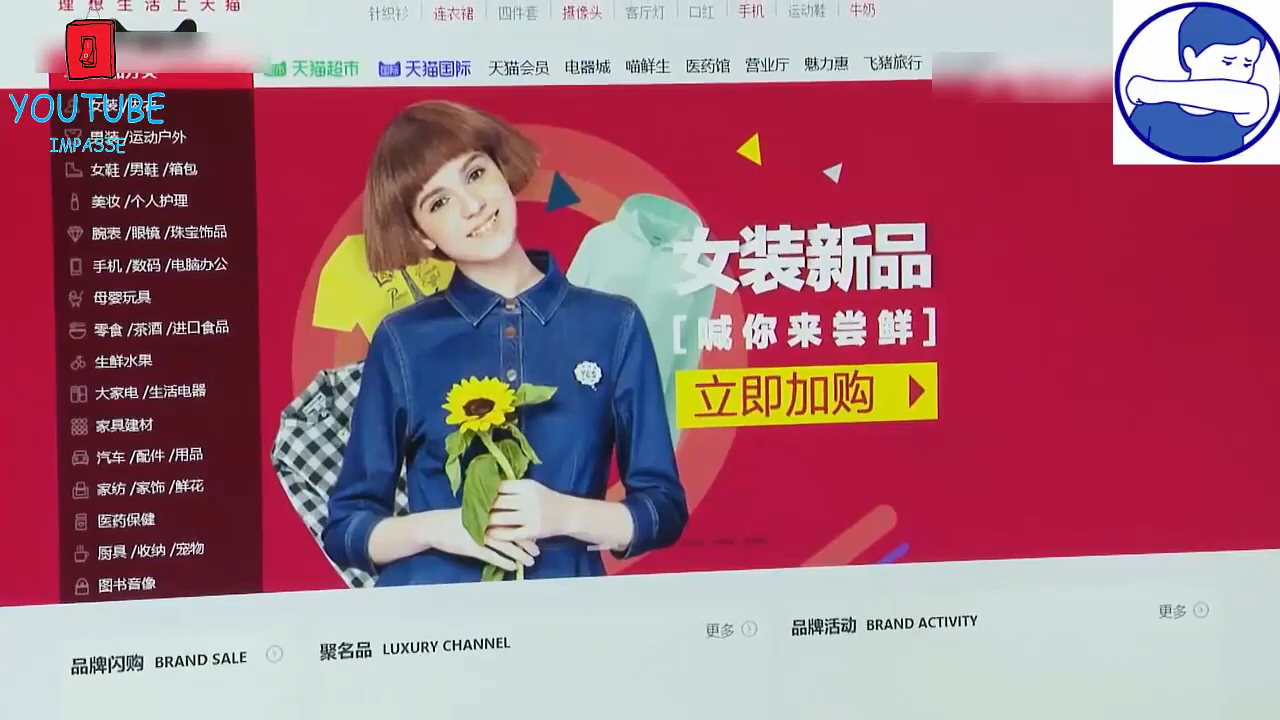 理想生活上天猫
针织衫 连衣裙 四件套 摄像头 客厅灯 口红 手机 运动鞋 牛奶
天猫超市 天猫国际 天猫会员 电器城 喵鲜生 医药馆 营业厅 魅力惠 飞猪旅行
YOUTUBE
IMPASSE
男装 /运动户外
女鞋 /男鞋 /箱包
美妆 /个人护理
腕表 /眼镜 /珠宝饰品
手机 /数码 /电脑办公
母婴玩具
零食 /茶酒 /进口食品
生鲜水果
大家电 /生活电器
家具建材
汽车 /配件 /用品
家纺 /家饰 /鲜花
医药保健
厨具 /收纳 /宠物
图书音像
女装新品
[喊你来尝鲜]
立即加购
YES
品牌闪购 BRAND SALE
聚名品 LUXURY CHANNEL 更多
品牌活动 BRAND ACTIVITY 更多